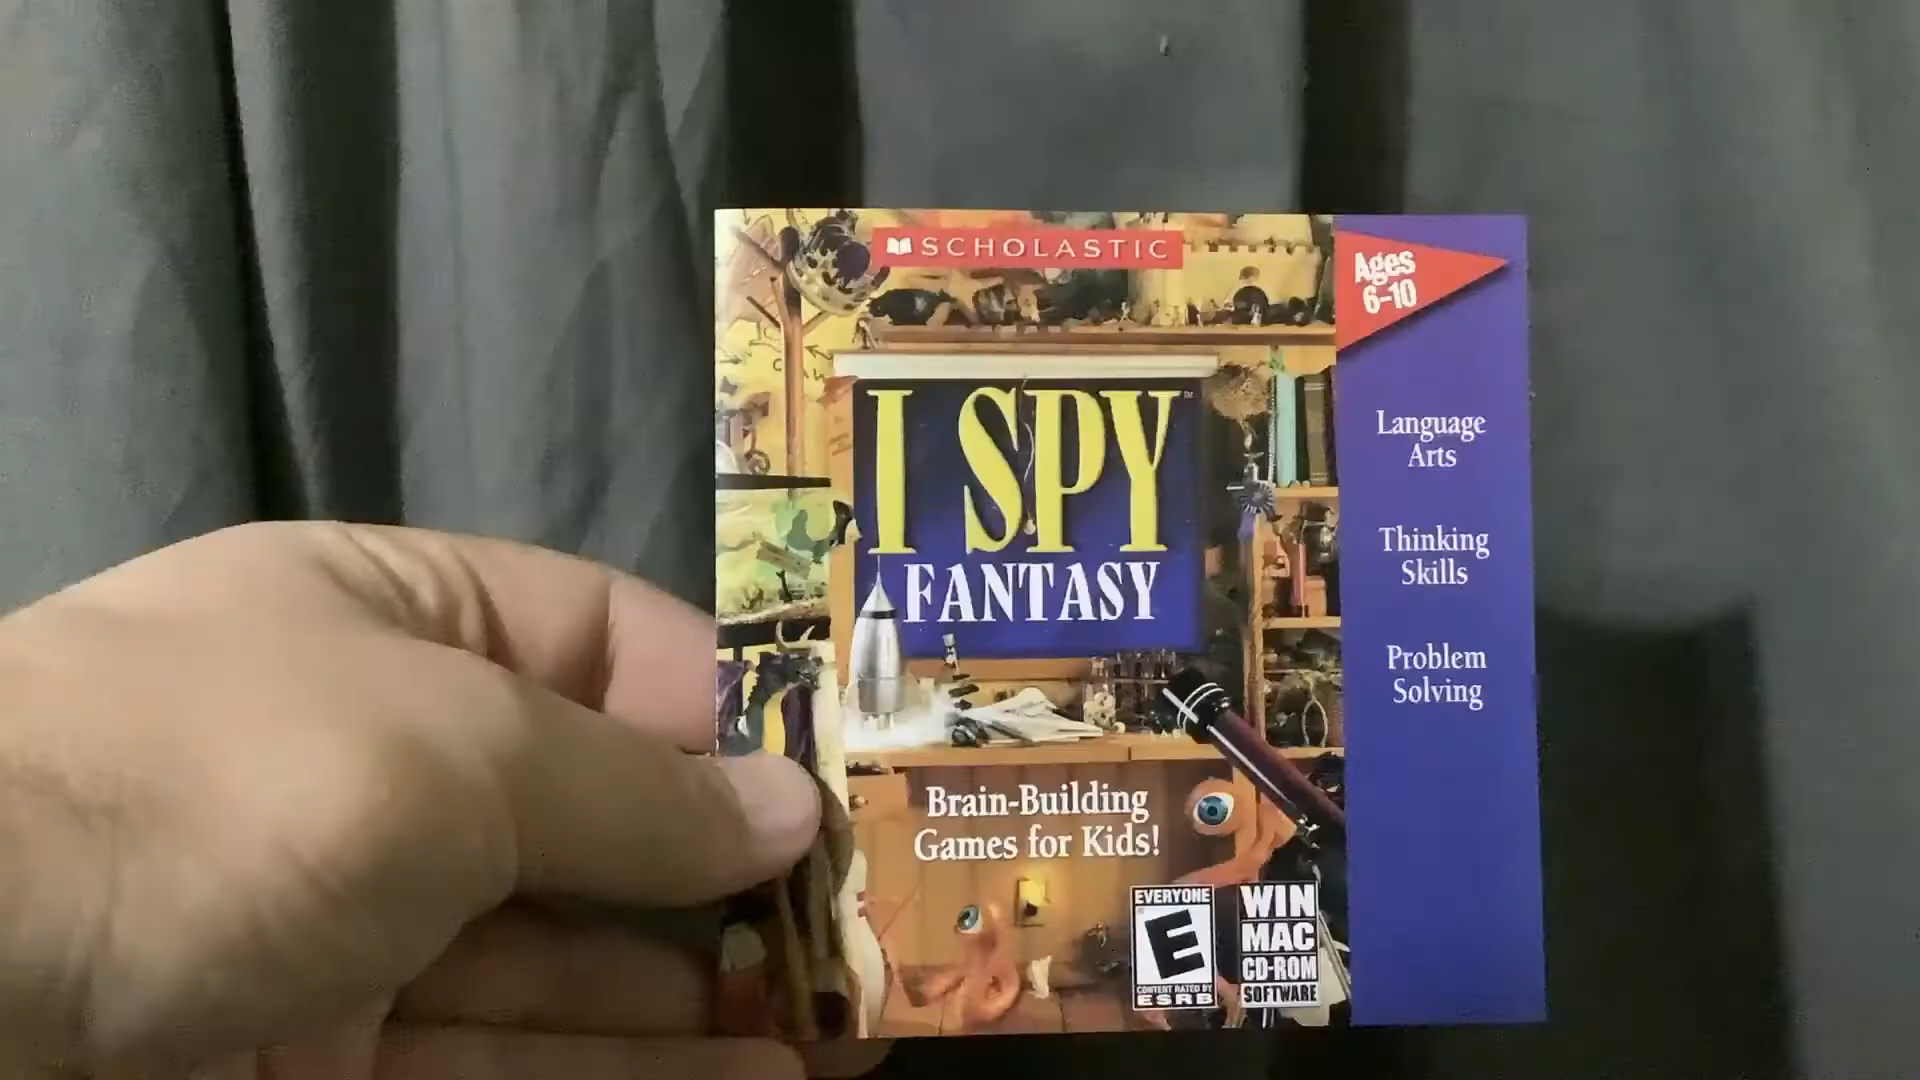 SCHOLASTIC
Ages
6-10
I SPY
™
FANTASY
Language
Arts
Thinking
Skills
Problem
Solving
Brain-Building
Games for Kids!
EVERYONE
E
CONTENT RATED BY
ESRB
WIN
MAC
CD-ROM
SOFTWARE